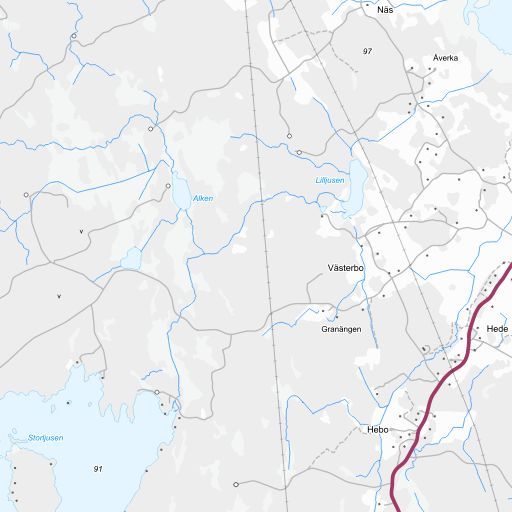 Näs
97
Åverka
Lilljusen
Alken
v
Västerbo
v
Granängen
Hede
Hebo
Storljusen
91